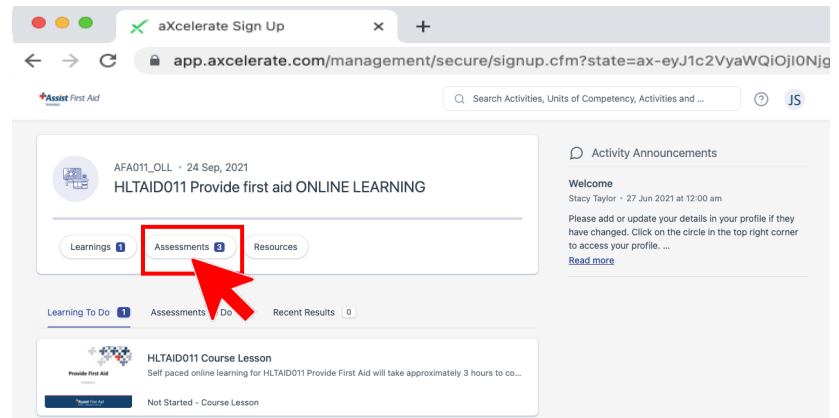 aXcelerate Sign Up
app.axcelerate.com/management/secure/signup.cfm?state=ax-eyJ1c2VyaWQiOjI0Njg
Assist First Aid
Search Activities, Units of Competency, Activities and ...
?
JS
AFA011_OLL • 24 Sep, 2021
HLTAID011 Provide first aid ONLINE LEARNING
Learnings 1
Assessments 3
Resources
Activity Announcements
Welcome
Stacy Taylor • 27 Jun 2021 at 12:00 am
Please add or update your details in your profile if they
have changed. Click on the circle in the top right corner
to access your profile. ...
Read more
Learning To Do 1
Assessments Do
Recent Results 0
Provide First Aid
Assist First Aid
HLTAID011 Course Lesson
Self paced online learning for HLTAID011 Provide First Aid will take approximately 3 hours to co...
Not Started - Course Lesson